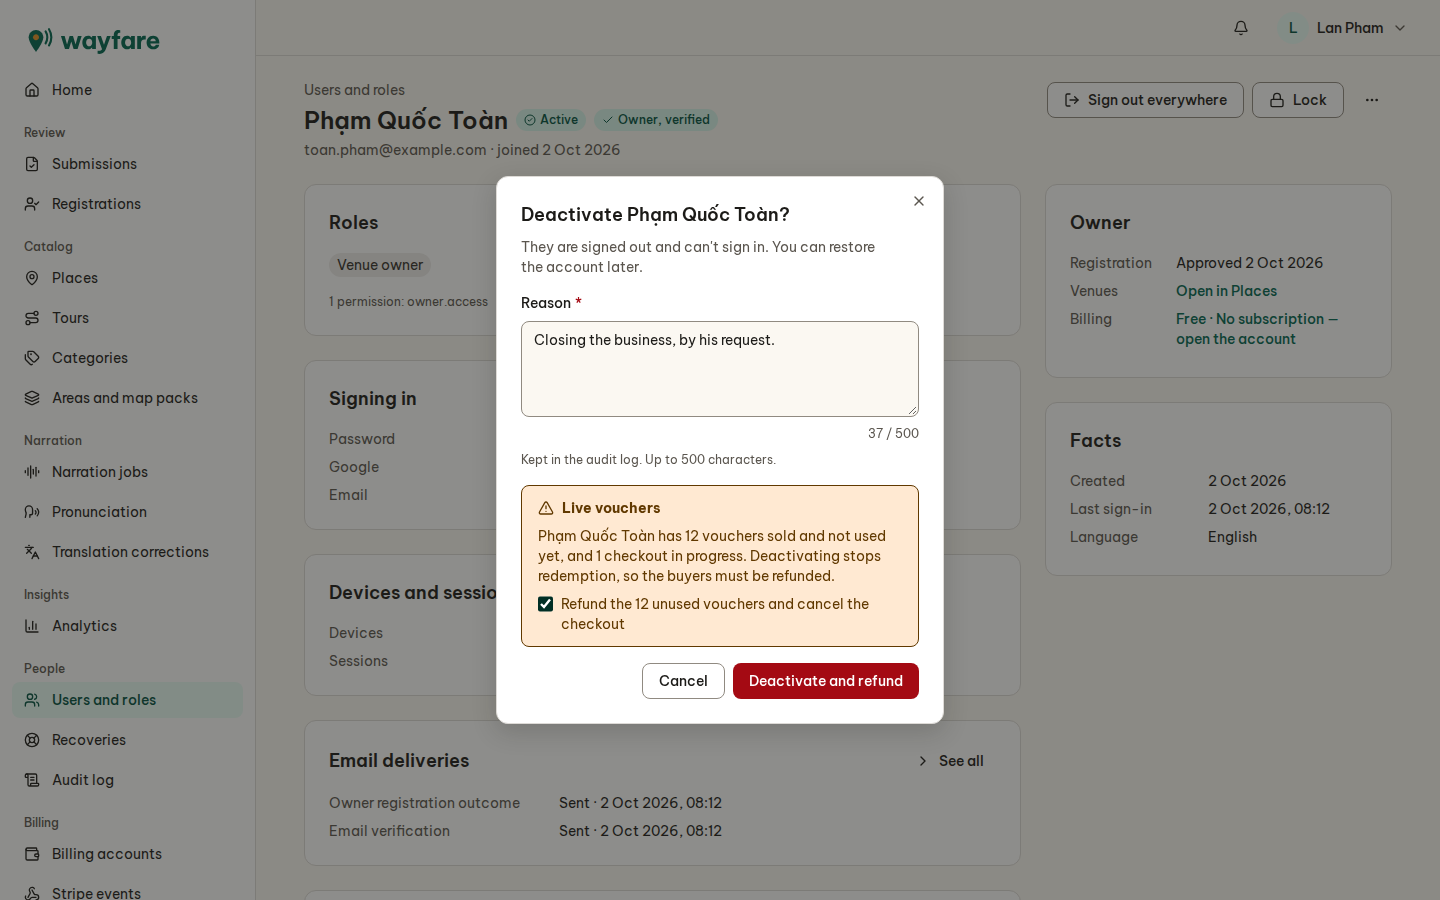 wayfare
Home
Review
Submissions
Registrations
Catalog
Places
Tours
Categories
Areas and map packs
Narration
Narration jobs
Pronunciation
Translation corrections
Insights
Analytics
People
Users and roles
Recoveries
Audit log
Billing
Billing accounts
Stripe events
L Lan Pham
Users and roles
Phạm Quốc Toàn Active Owner, verified
toan.pham@example.com · joined 2 Oct 2026
Sign out everywhere Lock
Roles
Venue owner
1 permission: owner.access
Signing in
Password
Google
Email
Devices and sessio
Devices
Sessions
Email deliveries See all
Owner registration outcome Sent · 2 Oct 2026, 08:12
Email verification Sent · 2 Oct 2026, 08:12
Owner
Registration Approved 2 Oct 2026
Venues Open in Places
Billing Free · No subscription —
open the account
Facts
Created 2 Oct 2026
Last sign-in 2 Oct 2026, 08:12
Language English
Deactivate Phạm Quốc Toàn?
They are signed out and can't sign in. You can restore
the account later.
Reason *
Closing the business, by his request.
37 / 500
Kept in the audit log. Up to 500 characters.
Live vouchers
Phạm Quốc Toàn has 12 vouchers sold and not used
yet, and 1 checkout in progress. Deactivating stops
redemption, so the buyers must be refunded.
Refund the 12 unused vouchers and cancel the
checkout
Cancel Deactivate and refund